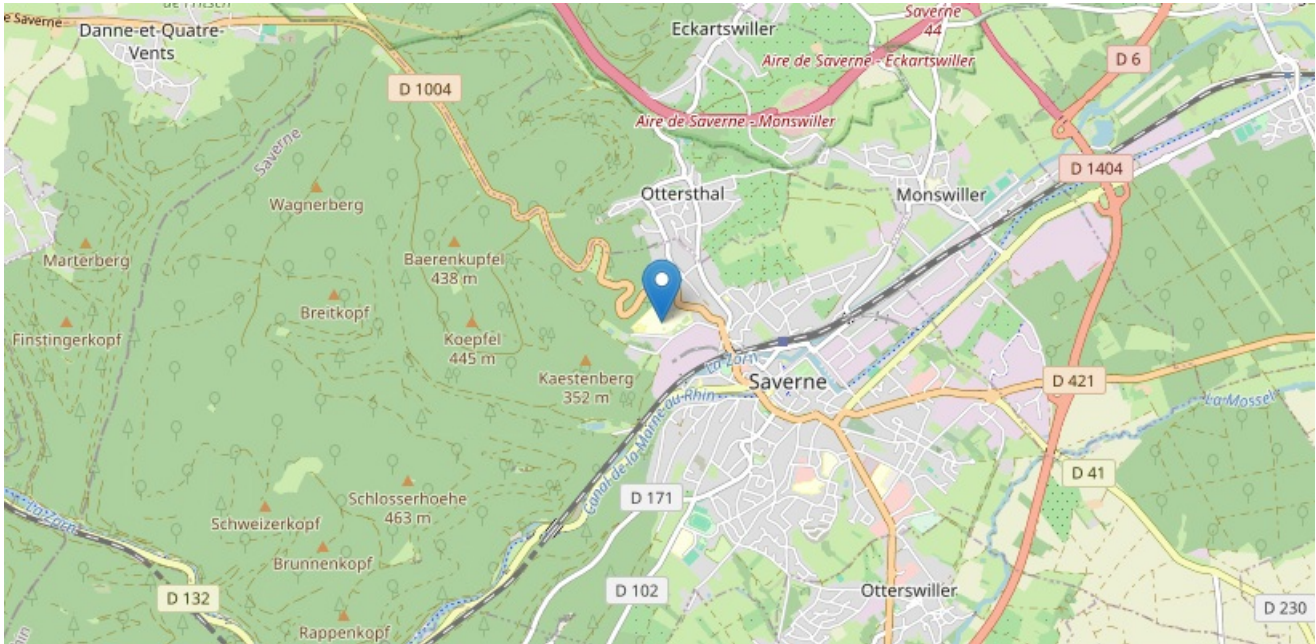 de Fritsch
e Saverne
Danne-et-Quatre-
Vents
Eckartswiller
Saverne
44
Aire de Saverne - Eckartswiller
D 6
D 1004
Aire de Saverne - Monswiller
Saverne
D 1404
Wagnerberg
Ottersthal
Monswiller
Marterberg
Baerenkupfel
438 m
Breitkopf
Finstingerkopf
Koepfel
445 m
La Zorn
Kaestenberg
352 m
Saverne
D 421
La Mossel
Canal de la Marne au Rhin
D 41
Schlosserhoehe
463 m
D 171
La Zorn
Schweizerkopf
Brunnenkopf
D 132
D 102
Otterswiller
D 230
Rappenkopf